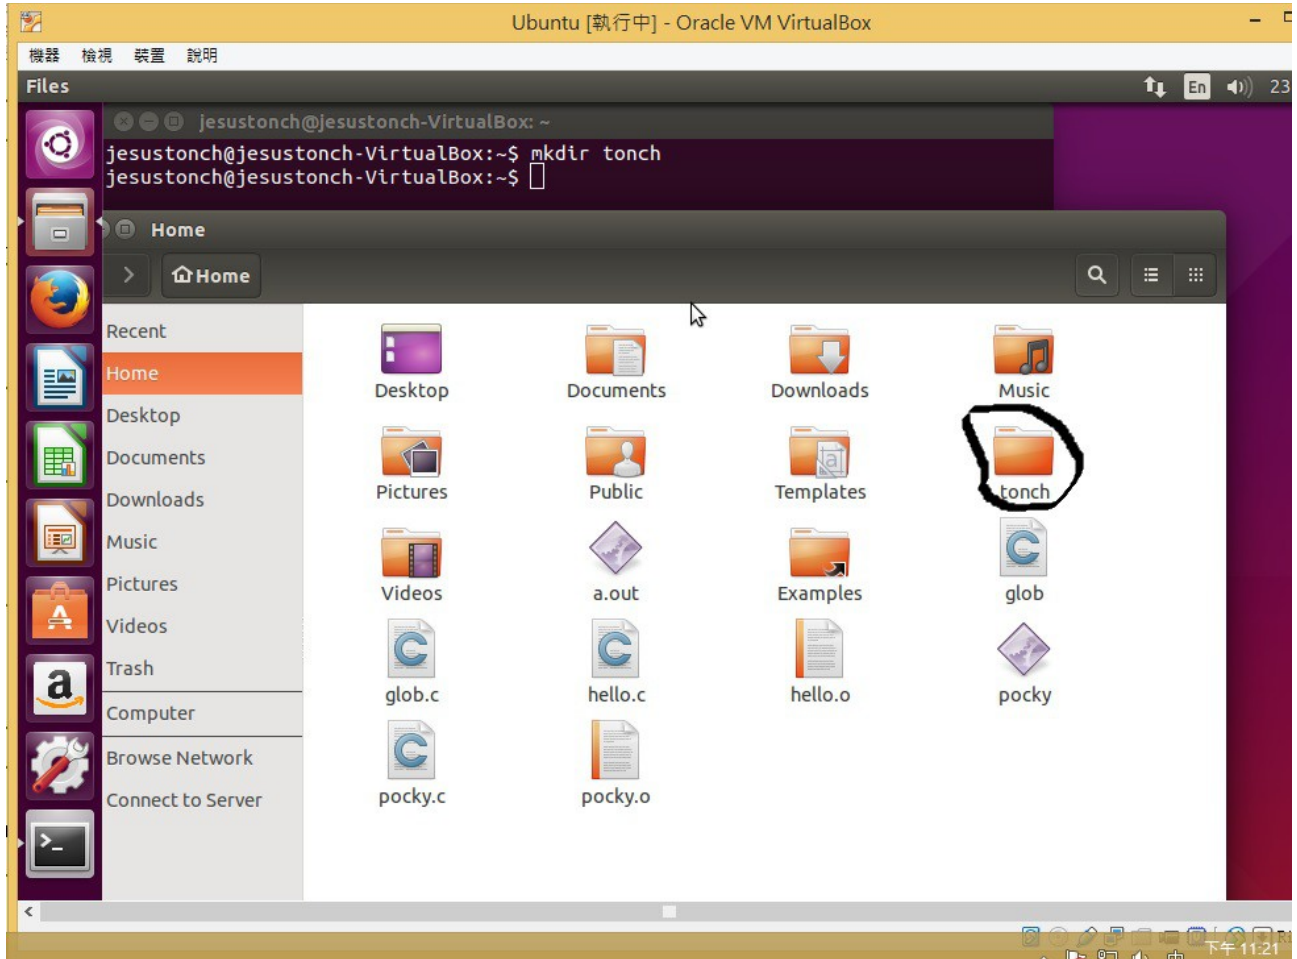 Ubuntu [執行中] - Oracle VM VirtualBox
機器 檢視 裝置 說明
Files En 23
jesustonch@jesustonch-VirtualBox: ~
jesustonch@jesustonch-VirtualBox:~$ mkdir tonch
jesustonch@jesustonch-VirtualBox:~$
Home
Home
Recent
Home
Desktop
Documents
Downloads
Music
Pictures
Videos
Trash
Computer
Browse Network
Connect to Server
Desktop Documents Downloads Music
Pictures Public Templates tonch
Videos a.out Examples glob
glob.c hello.c hello.o pocky
pocky.c pocky.o
下午 11:21